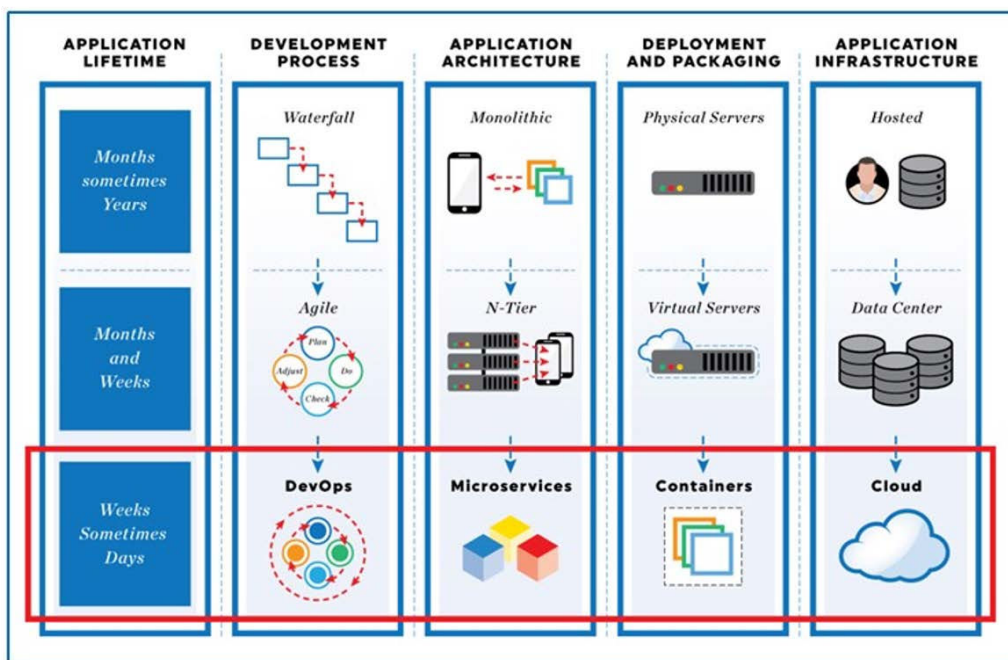 APPLICATION
LIFETIME
DEVELOPMENT
PROCESS
APPLICATION
ARCHITECTURE
DEPLOYMENT
AND PACKAGING
APPLICATION
INFRASTRUCTURE
Months
sometimes
Years
Waterfall
Monolithic
Physical Servers
Hosted
Months
and
Weeks
Agile
Plan
Adjust
Do
Check
N-Tier
Virtual Servers
Data Center
Weeks
Sometimes
Days
DevOps
Microservices
Containers
Cloud